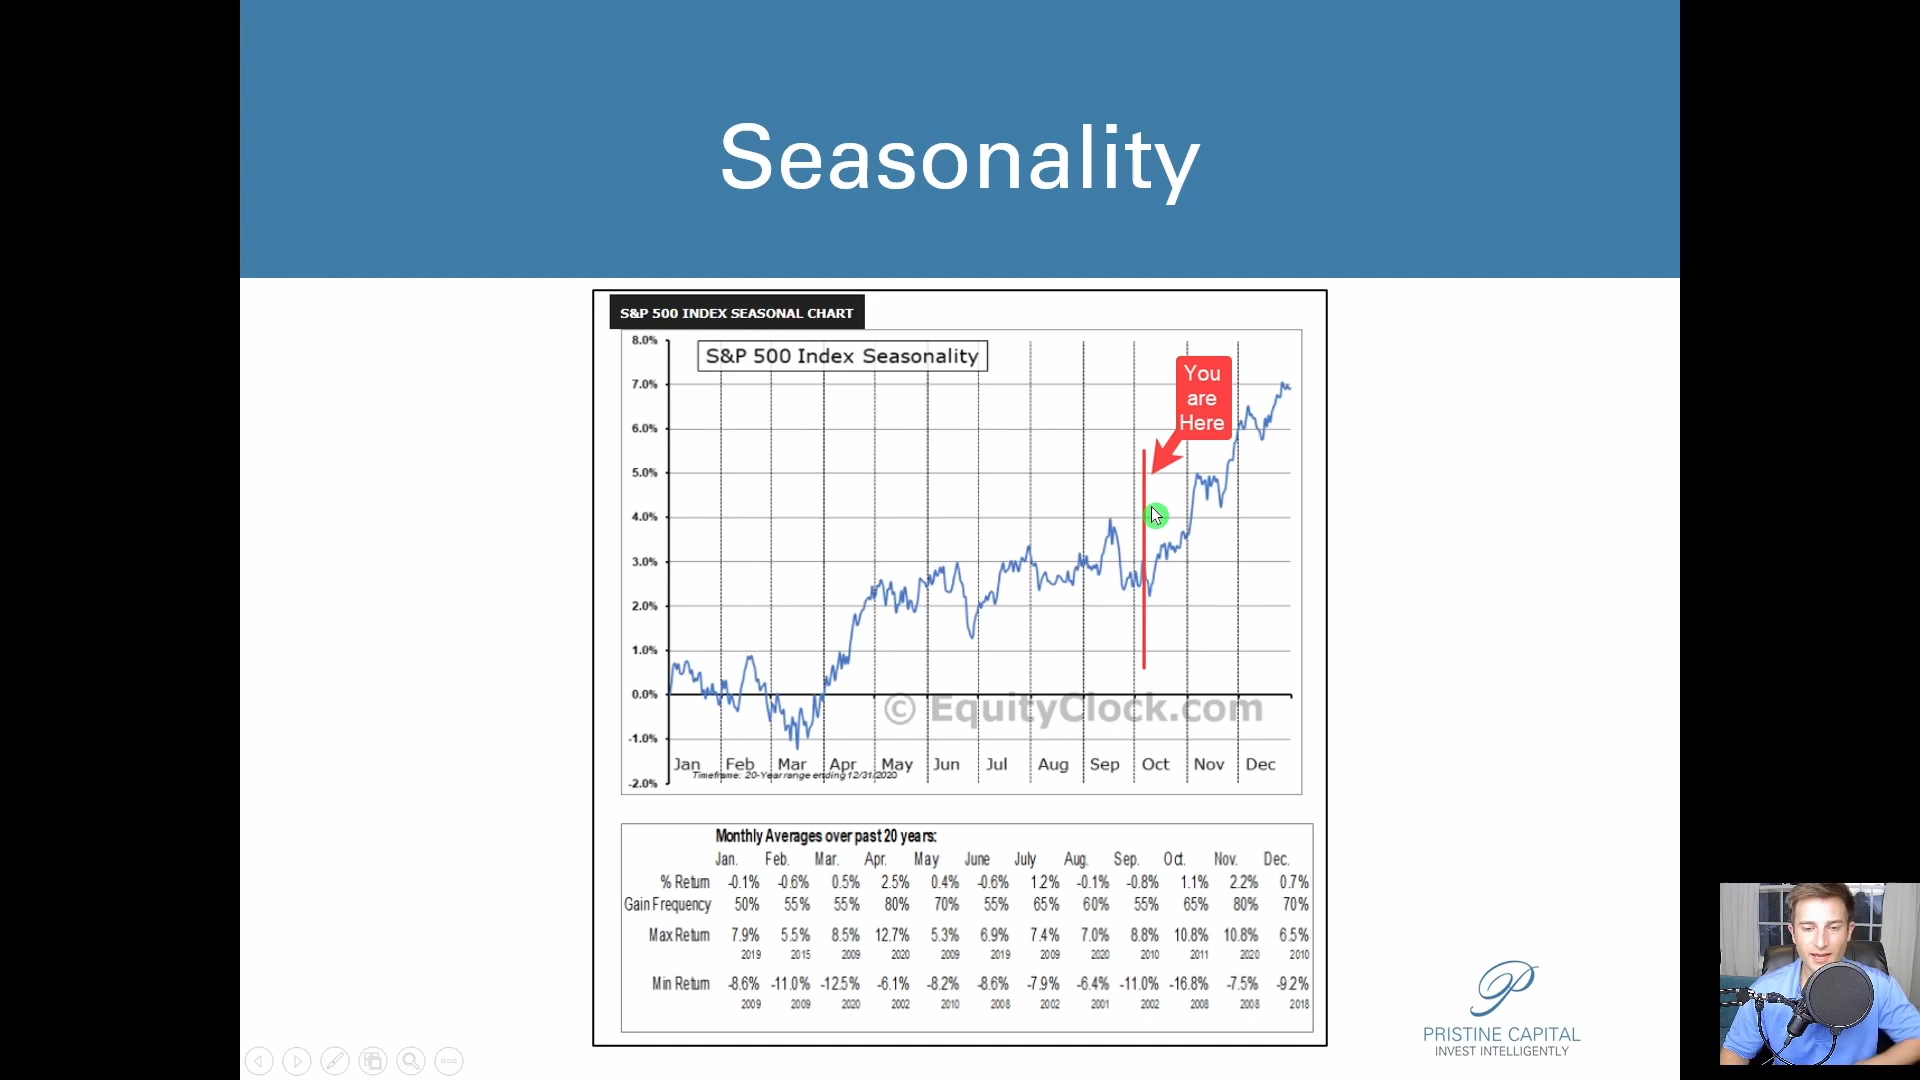 Seasonality
S&P 500 INDEX SEASONAL CHART
S&P 500 Index Seasonality
8.0%
7.0%
6.0%
5.0%
4.0%
3.0%
2.0%
1.0%
0.0%
-1.0%
-2.0%
You
are
Here
© EquityClock.com
Jan Feb Mar Apr May Jun Jul Aug Sep Oct Nov Dec
Timeframe: 20-Year range ending 12/31/2020
Monthly Averages over past 20 years:
Jan. Feb. Mar. Apr. May June July Aug. Sep. Oct. Nov. Dec.
% Return -0.1% -0.6% 0.5% 2.5% 0.4% -0.6% 1.2% -0.1% -0.8% 1.1% 2.2% 0.7%
Gain Frequency 50% 55% 55% 80% 70% 55% 65% 60% 55% 65% 80% 70%
Max Return 7.9% 5.5% 8.5% 12.7% 5.3% 6.9% 7.4% 7.0% 8.8% 10.8% 10.8% 6.5%
2019 2015 2009 2020 2009 2019 2009 2020 2010 2011 2020 2010
Min Return -8.6% -11.0% -12.5% -6.1% -8.2% -8.6% -7.9% -6.4% -11.0% -16.8% -7.5% -9.2%
2009 2009 2020 2002 2010 2008 2002 2001 2002 2008 2008 2018
P
PRISTINE CAPITAL
INVEST INTELLIGENTLY